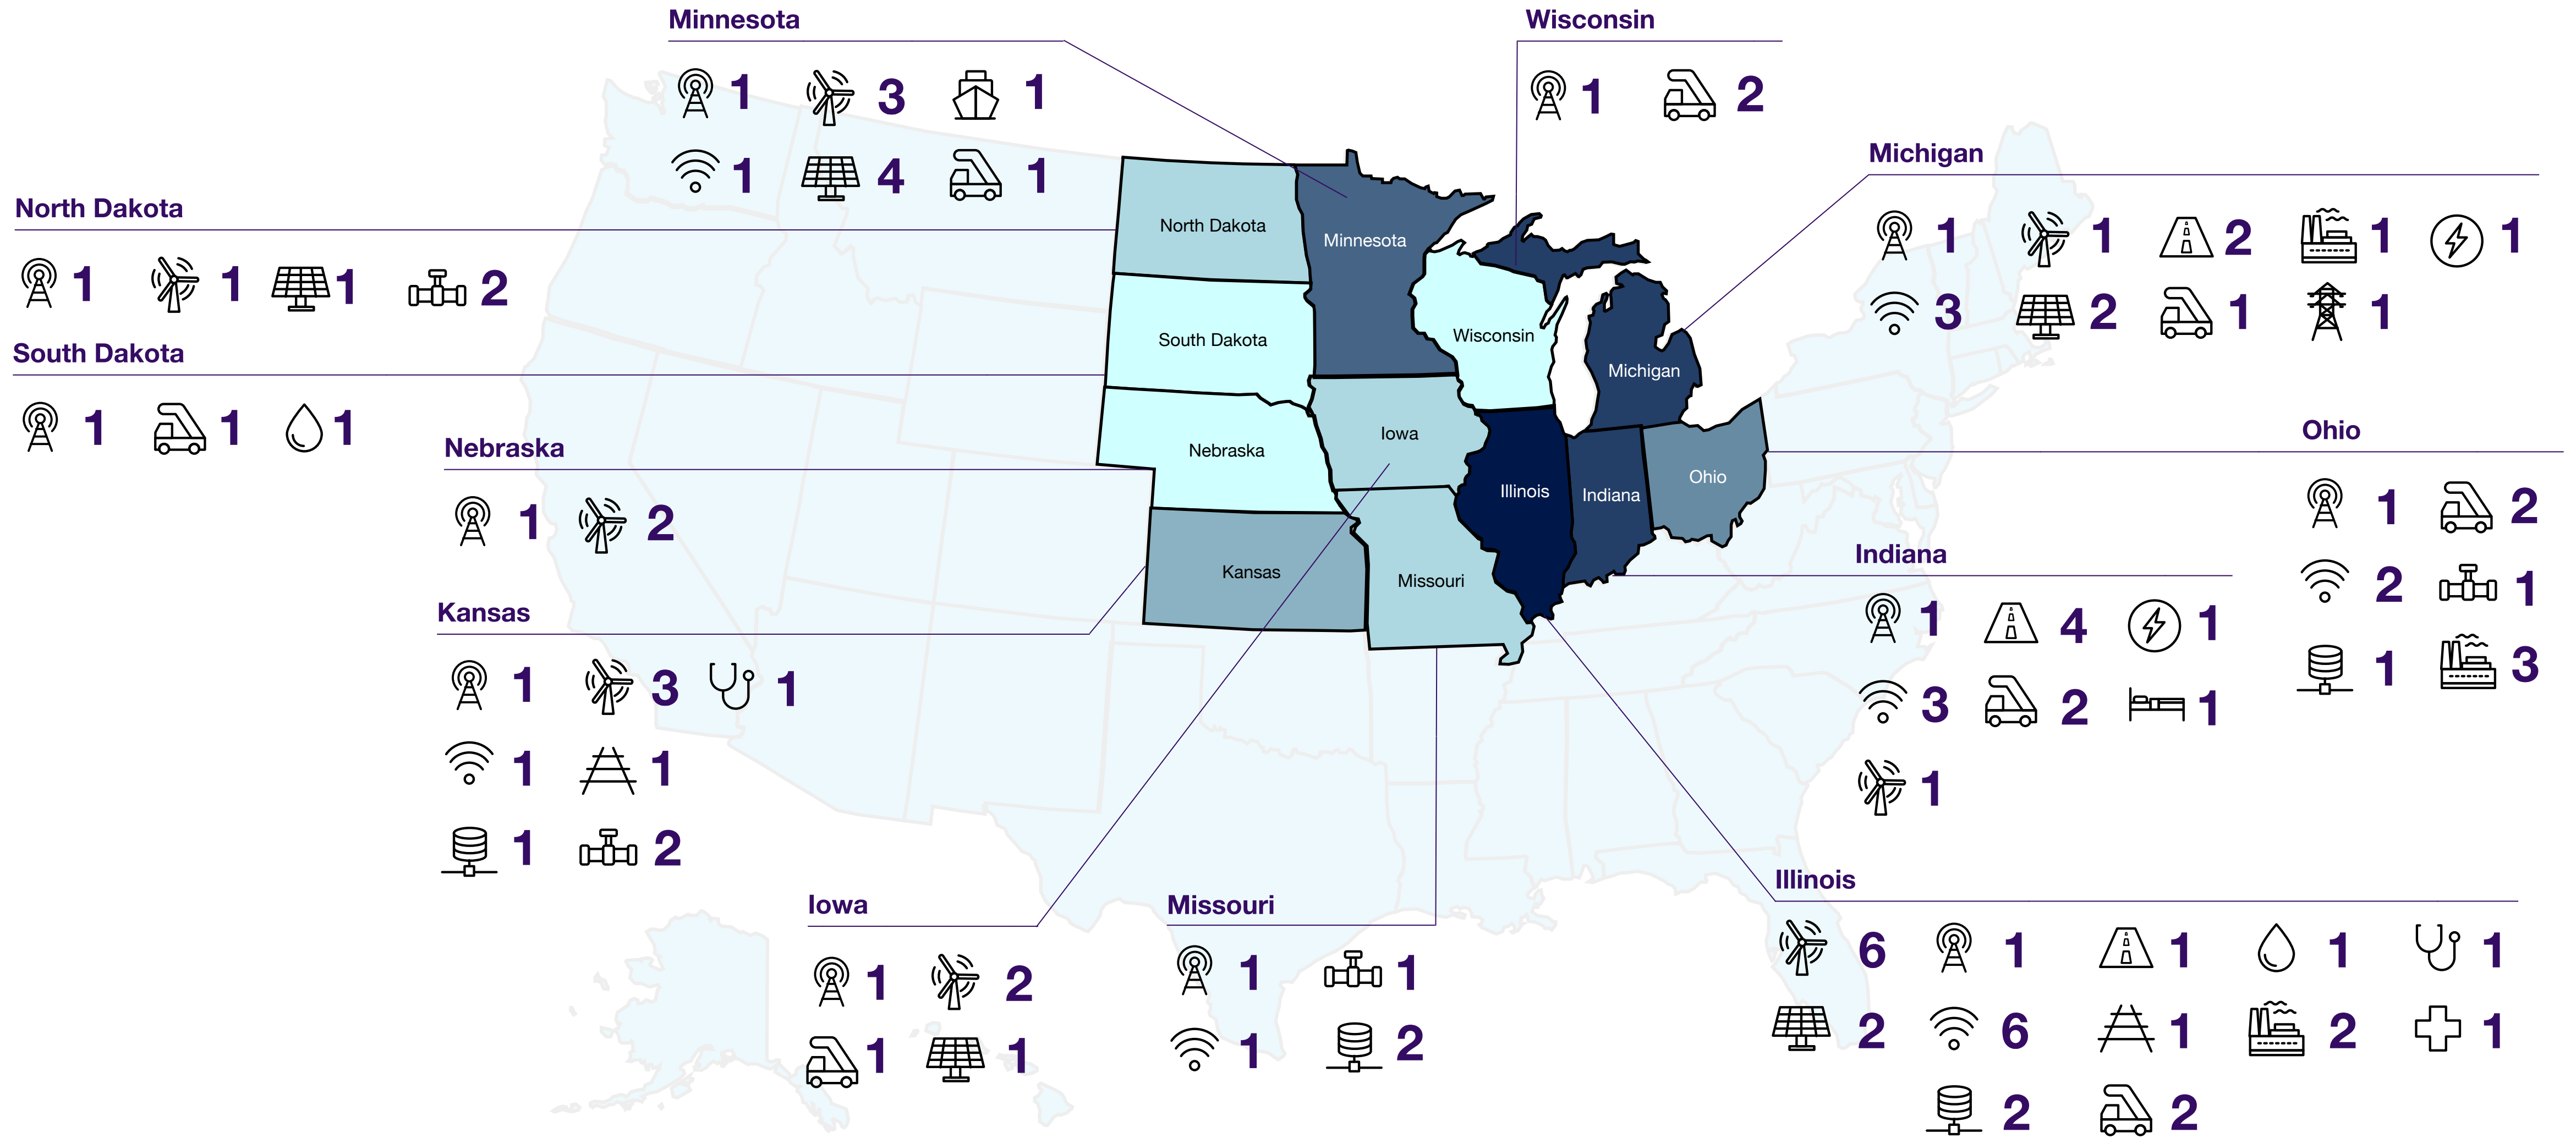 Minnesota
1 3 1
1 4 1
Wisconsin
1 2
Michigan
1 1 2 1 1
3 2 1 1
North Dakota
1 1 1 2
South Dakota
1 1 1
Nebraska
1 2
Kansas
1 3 1
1 1
1 2
Iowa
1 2
1 1
Missouri
1 1
1 2
Ohio
1 2
2 1
1 3
Indiana
1 4 1
3 2 1
1
Illinois
6 1 1 1 1
2 6 1 2 1
2 2
North Dakota
Minnesota
South Dakota
Wisconsin
Michigan
Nebraska
Iowa
Illinois
Indiana
Ohio
Kansas
Missouri